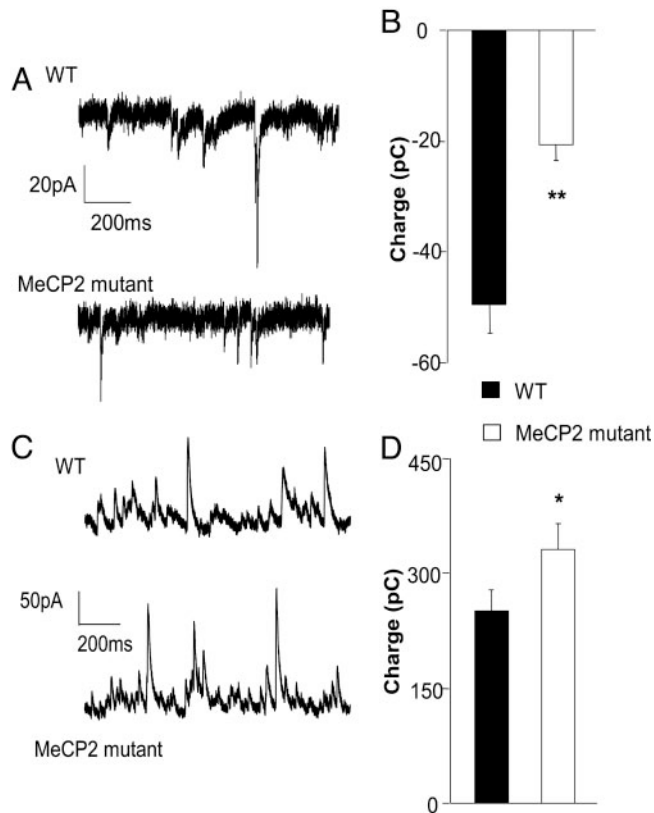 A
WT
20pA
200ms
MeCP2 mutant
B
0
-20
-40
-60
Charge (pC)
**
WT
MeCP2 mutant
C
WT
50pA
200ms
MeCP2 mutant
D
450
300
150
0
Charge (pC)
*